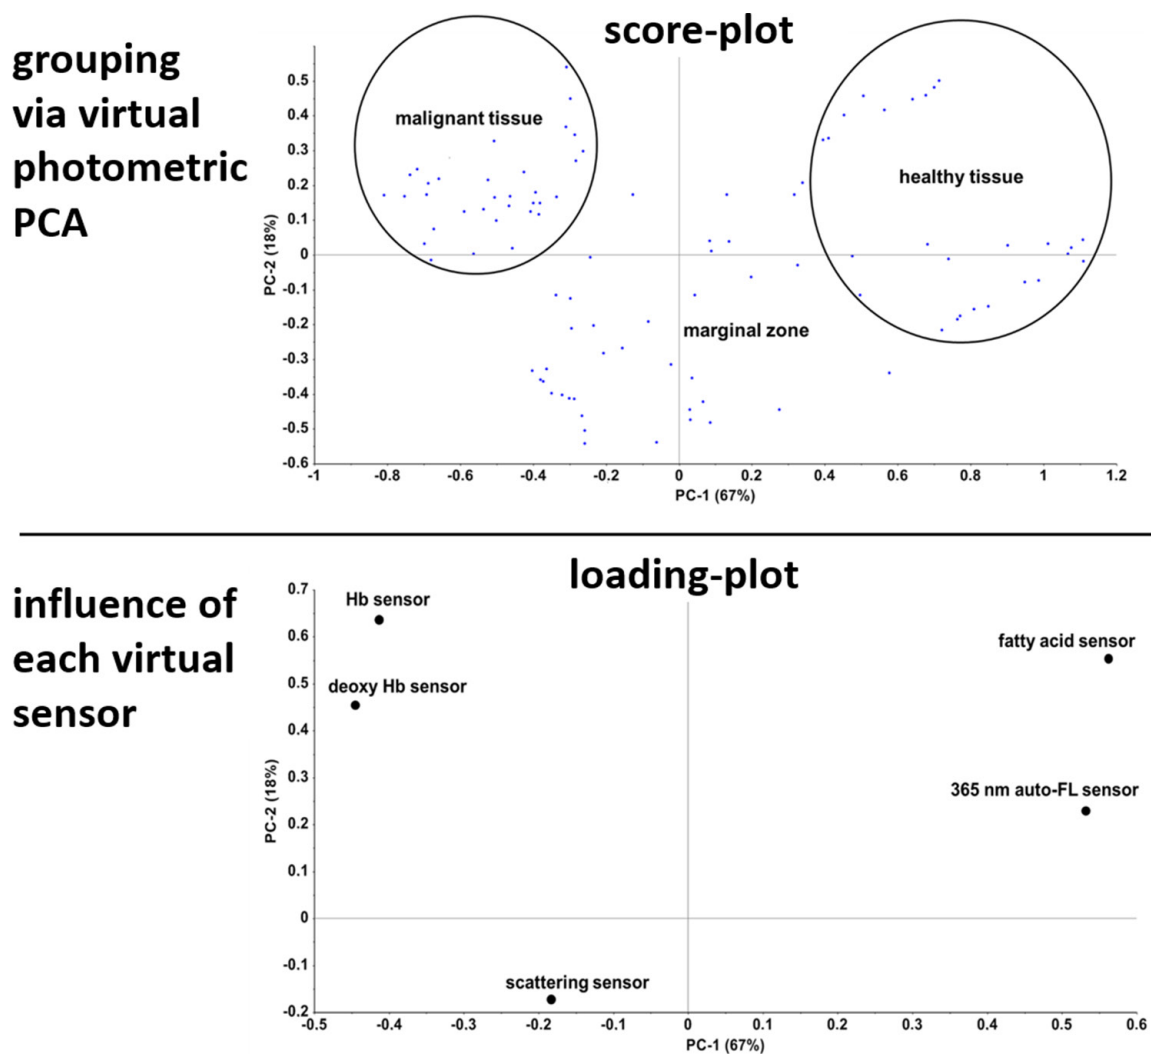 grouping
via virtual
photometric
PCA
score-plot
malignant tissue
healthy tissue
marginal zone
PC-2 (18%)
0.5
0.4
0.3
0.2
0.1
0
-0.1
-0.2
-0.3
-0.4
-0.5
-0.6
-1 -0.8 -0.6 -0.4 -0.2 0 0.2 0.4 0.6 0.8 1 1.2
PC-1 (67%)
influence of
each virtual
sensor
loading-plot
Hb sensor
fatty acid sensor
deoxy Hb sensor
365 nm auto-FL sensor
scattering sensor
PC-2 (18%)
0.7
0.6
0.5
0.4
0.3
0.2
0.1
0
-0.1
-0.2
-0.5 -0.4 -0.3 -0.2 -0.1 0 0.1 0.2 0.3 0.4 0.5 0.6
PC-1 (67%)